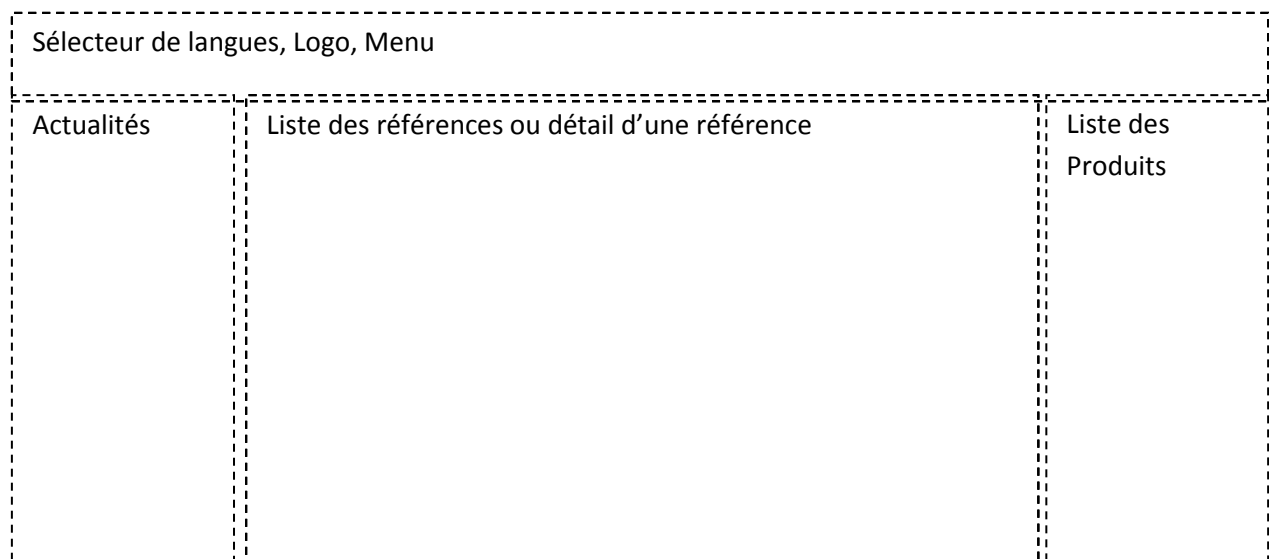 Sélecteur de langues, Logo, Menu
Actualités
Liste des références ou détail d’une référence
Liste des
Produits